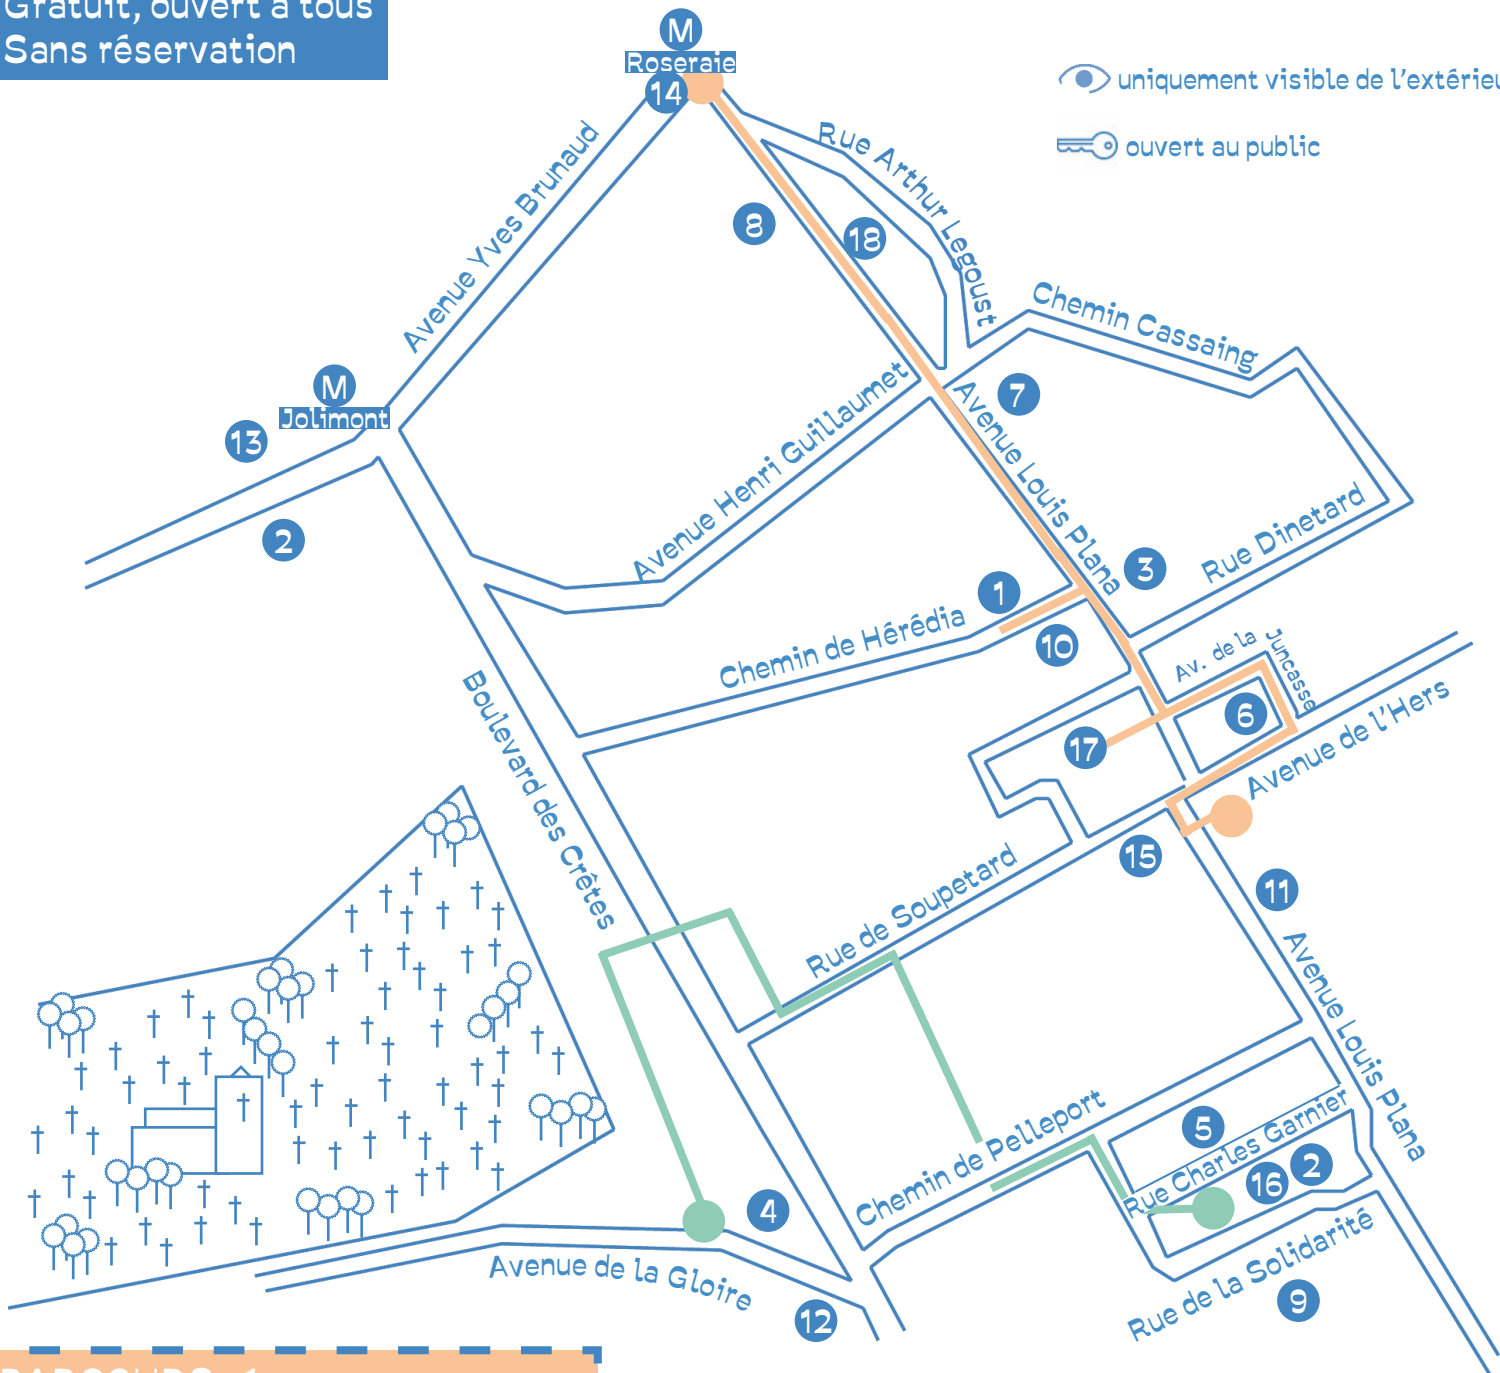 Gratuit, ouvert à tous
Sans réservation
M
Roseraie
14
uniquement visible de l'extérieu
ouvert au public
Rue Arthur Legoust
Avenue Yves Brunaud
8
18
Chemin Cassaing
M
Jolimont
13
2
7
Avenue Henri Guillaumet
Avenue Louis Plana
Rue Dinetard
3
1
10
Chemin de Hérédia
Av. de la Juncasse
6
17
Avenue de l'Hers
Boulevard des Crêtes
15
Rue de Soupetard
11
Avenue Louis Plana
Chemin de Pelleport
5
Rue Charles Garnier
2
16
4
Avenue de la Gloire
12
Rue de la Solidarité
9
PARCOURS 1